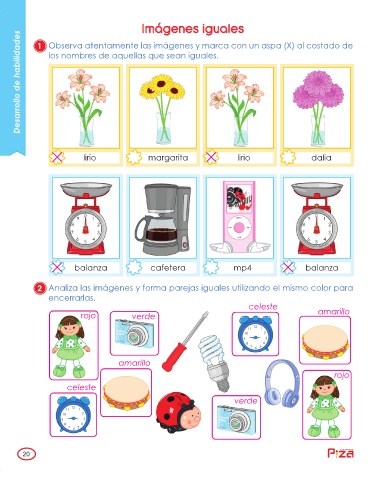 Desarrollo de habilidades
Imágenes iguales
1 Observa atentamente las imágenes y marca con un aspa (X) al costado de
los nombres de aquellas que sean iguales.
X lirio
margarita
X lirio
dalia
X balanza
cafetera
mp4
X balanza
2 Analiza las imágenes y forma parejas iguales utilizando el mismo color para
encerrarlas.
rojo
verde
celeste
amarillo
amarillo
celeste
verde
rojo
20
Piza